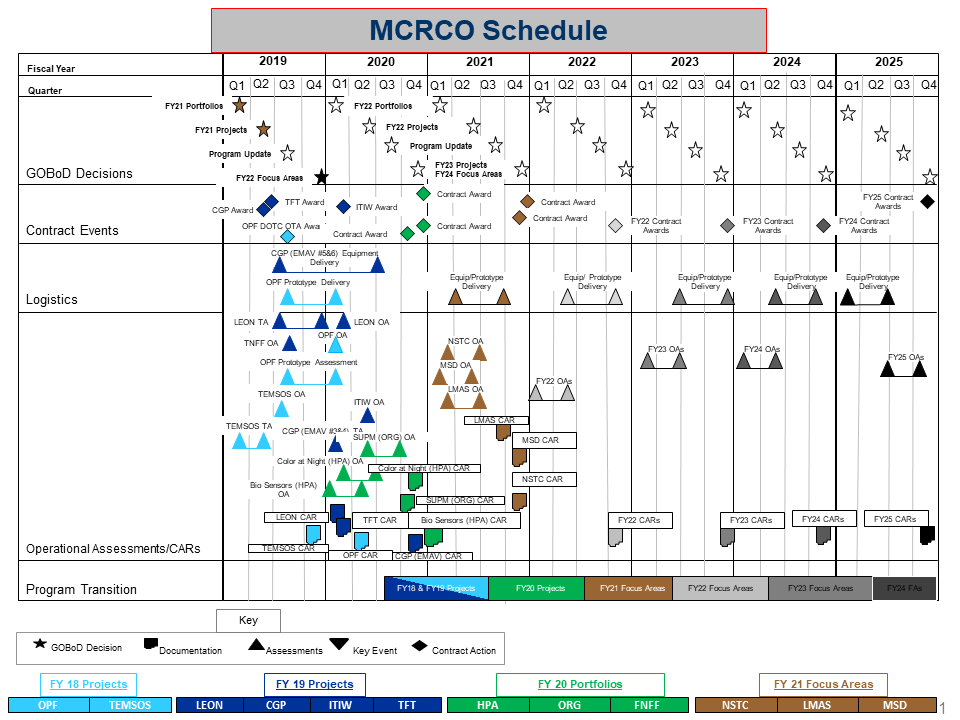 MCRCO Schedule
Fiscal Year 2019 2020 2021 2022 2023 2024 2025
Quarter Q1 Q2 Q3 Q4 Q1 Q2 Q3 Q4 Q1 Q2 Q3 Q4 Q1 Q2 Q3 Q4 Q1 Q2 Q3 Q4 Q1 Q2 Q3 Q4 Q1 Q2 Q3 Q4
FY21 Portfolios FY22 Portfolios
FY21 Projects FY22 Projects
Program Update Program Update
FY23 Projects
FY24 Focus Areas
GOBoD Decisions
FY22 Focus Areas
Contract Award
TFT Award
CGP Award
ITIW Award
Contract Award
Contract Award
FY25 Contract
Awards
OPF DOTC OTA Awa
Contract Award
Contract Award
FY22 Contract
Awards
FY23 Contract
Awards
FY24 Contract
Awards
Contract Events
CGP (EMAV #5&6) Equipment
Delivery
OPF Prototype Delivery
Equip/Prototype
Delivery
Equip/ Prototype
Delivery
Equip/Prototype
Delivery
Equip/Prototype
Delivery
Equip/Prototype
Delivery
Logistics
LEON TA LEON OA
OPF OA
TNFF OA
NSTC OA
FY23 OAs
FY24 OAs
FY25 OAs
OPF Prototype Assessment
MSD OA
FY22 OAs
TEMSOS OA
LMAS OA
ITIW OA
LMAS CAR
TEMSOS TA
CGP (EMAV #3&4) TA
SUPM (ORG) OA
MSD CAR
Color at Night (HPA) OA
Color at Night (HPA) CAR
NSTC CAR
Bio Sensors (HPA)
OA
SUPM (ORG) CAR
LEON CAR
TFT CAR
Bio Sensors (HPA) CAR
FY22 CARs
FY23 CARs
FY24 CARs
FY25 CARs
Operational Assessments/CARs
TEMSOS CAR
OPF CAR
CGP (EMAV) CAR
Program Transition
FY18 & FY19 Projects FY20 Projects FY21 Focus Areas FY22 Focus Areas FY23 Focus Areas FY24 FAs
Key
GOBoD Decision Documentation Assessments Key Event Contract Action
FY 18 Projects FY 19 Projects FY 20 Portfolios FY 21 Focus Areas
OPF TEMSOS LEON CGP ITIW TFT HPA ORG FNFF NSTC LMAS MSD
1